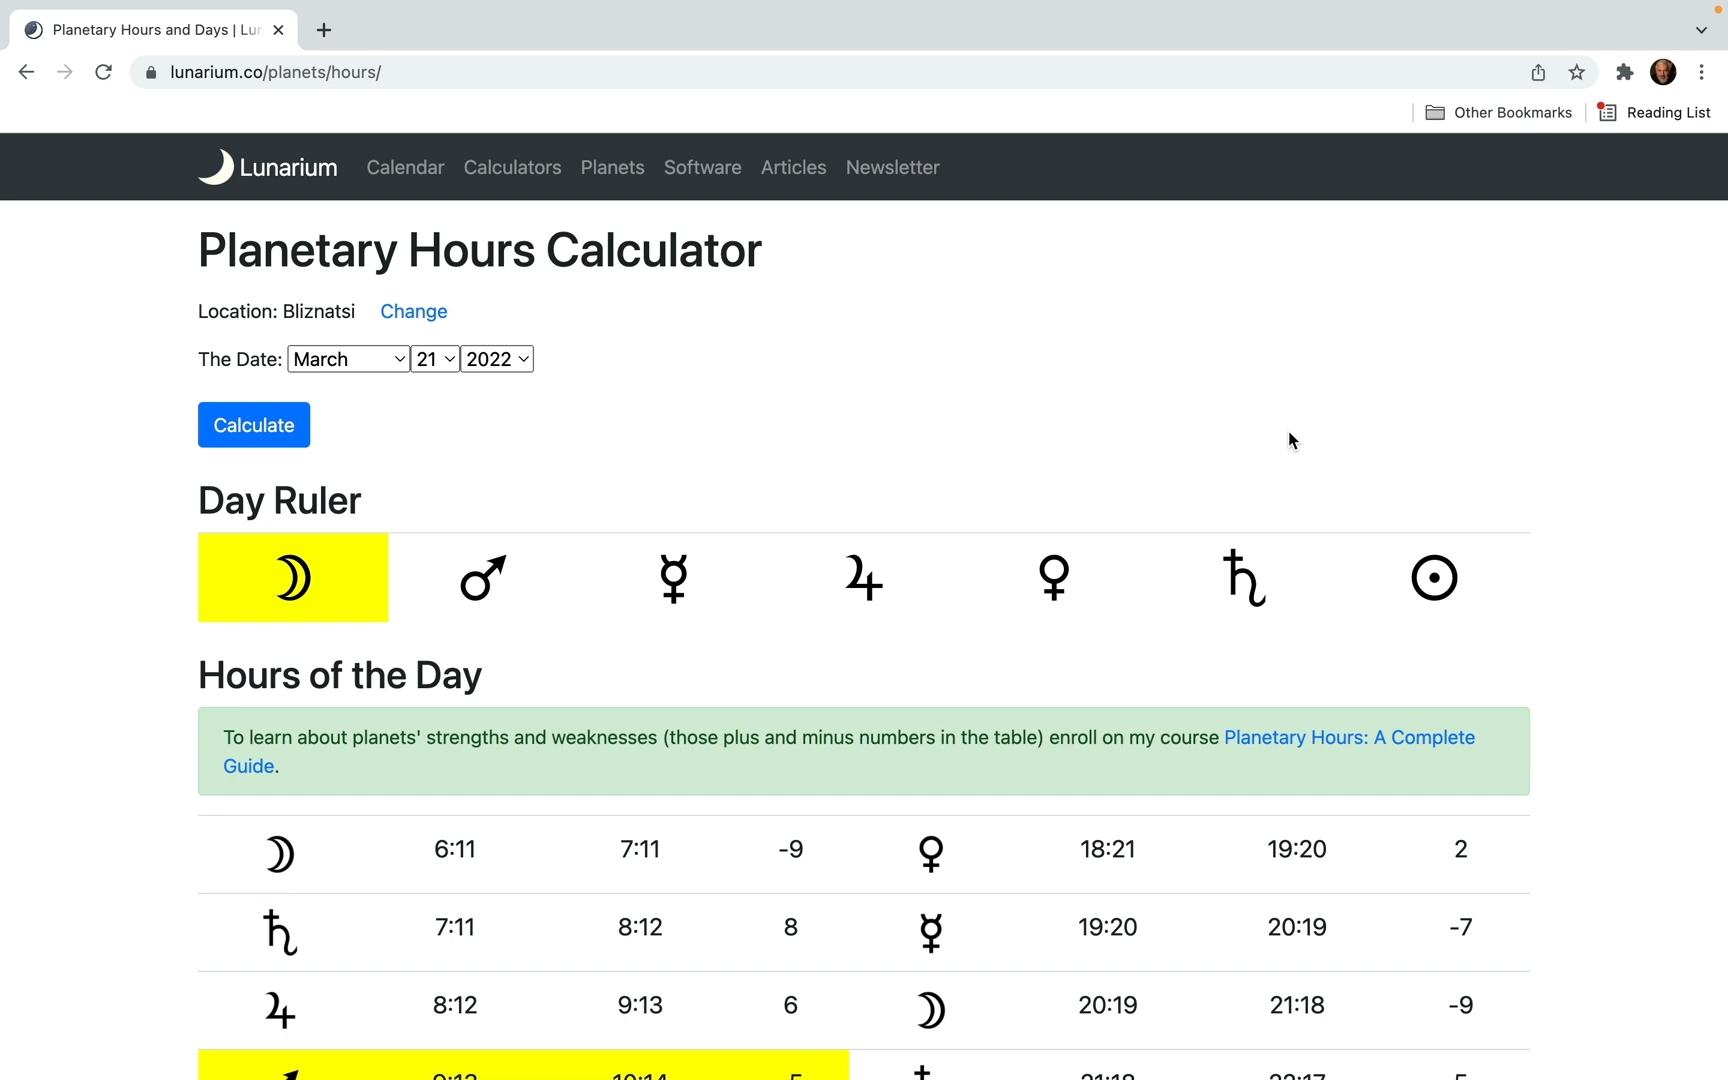 Planetary Hours and Days | Lu
lunarium.co/planets/hours/
Other Bookmarks
Reading List
Lunarium
Calendar
Calculators
Planets
Software
Articles
Newsletter
Planetary Hours Calculator
Location: Bliznatsi Change
The Date: March 21 2022
Calculate
Day Ruler
☽ ♂ ☿ ♃ ♀ ♄ ☉
Hours of the Day
To learn about planets' strengths and weaknesses (those plus and minus numbers in the table) enroll on my course Planetary Hours: A Complete
Guide.
☽ 6:11 7:11 -9 ♀ 18:21 19:20 2
♄ 7:11 8:12 8 ☿ 19:20 20:19 -7
♃ 8:12 9:13 6 ☽ 20:19 21:18 -9